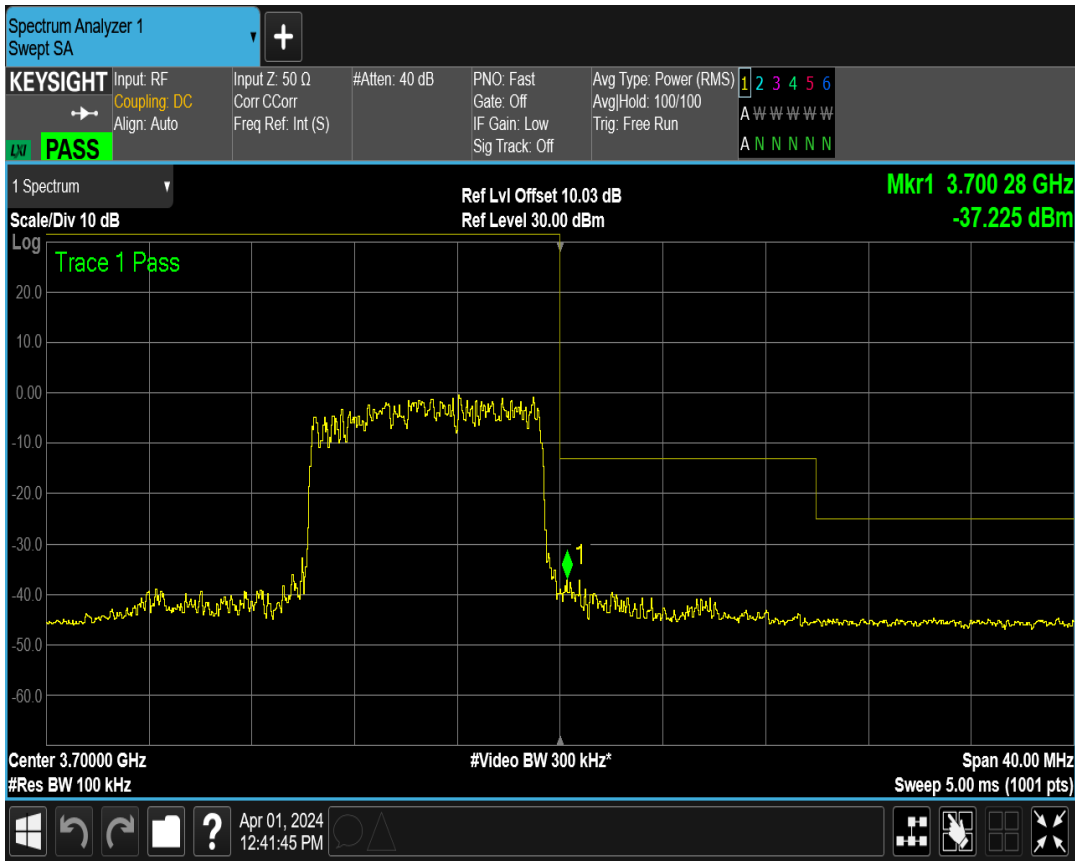 Spectrum Analyzer 1
Swept SA
+
KEYSIGHT
LXI PASS
Input: RF
Coupling: DC
Align: Auto
Input Z: 50 Ω
Corr CCorr
Freq Ref: Int (S)
#Atten: 40 dB
PNO: Fast
Gate: Off
IF Gain: Low
Sig Track: Off
Avg Type: Power (RMS)
Avg|Hold: 100/100
Trig: Free Run
1 2 3 4 5 6
A W W W W W
A N N N N N
1 Spectrum
Scale/Div 10 dB
Ref Lvl Offset 10.03 dB
Ref Level 30.00 dBm
Mkr1 3.700 28 GHz
-37.225 dBm
Log
Trace 1 Pass
20.0
10.0
0.00
-10.0
-20.0
-30.0
1
-40.0
-50.0
-60.0
Center 3.70000 GHz
#Res BW 100 kHz
#Video BW 300 kHz*
Span 40.00 MHz
Sweep 5.00 ms (1001 pts)
?
Apr 01, 2024
12:41:45 PM